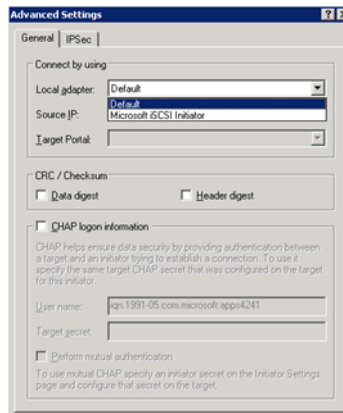 Advanced Settings
General IPSec
Connect by using
Local adapter: Default
Default
Source IP: Microsoft iSCSI Initiator
Target Portal:
CRC / Checksum
Data digest Header digest
CHAP logon information
CHAP helps ensure data security by providing authentication between
a target and an initiator trying to establish a connection. To use it
specify the same target CHAP secret that was configured on the target
for this initiator.
User name: iqn.1991-05.com.microsoft:apps4241
Target secret:
Perform mutual authentication
To use mutual CHAP specify an initiator secret on the Initiator Settings
page and configure that secret on the target.